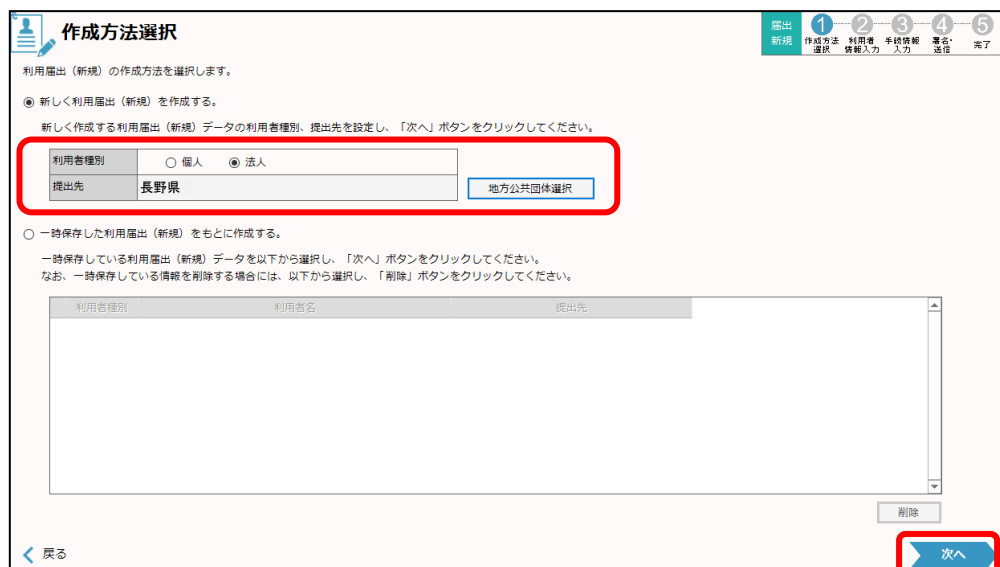 作成方法選択
届出
新規
1 2 3 4 5
作成方法
選択
利用者
情報入力
手続情報
入力
署名・
送信
完了
利用届出（新規）の作成方法を選択します。
新しく利用届出（新規）を作成する。
新しく作成する利用届出（新規）データの利用者種別、提出先を設定し、「次へ」ボタンをクリックしてください。
利用者種別 個人 法人
提出先 長野県 地方公共団体選択
一時保存した利用届出（新規）をもとに作成する。
一時保存している利用届出（新規）データを以下から選択し、「次へ」ボタンをクリックしてください。
なお、一時保存している情報を削除する場合には、以下から選択し、「削除」ボタンをクリックしてください。
利用者種別 利用者名 提出先
削除
戻る 次へ